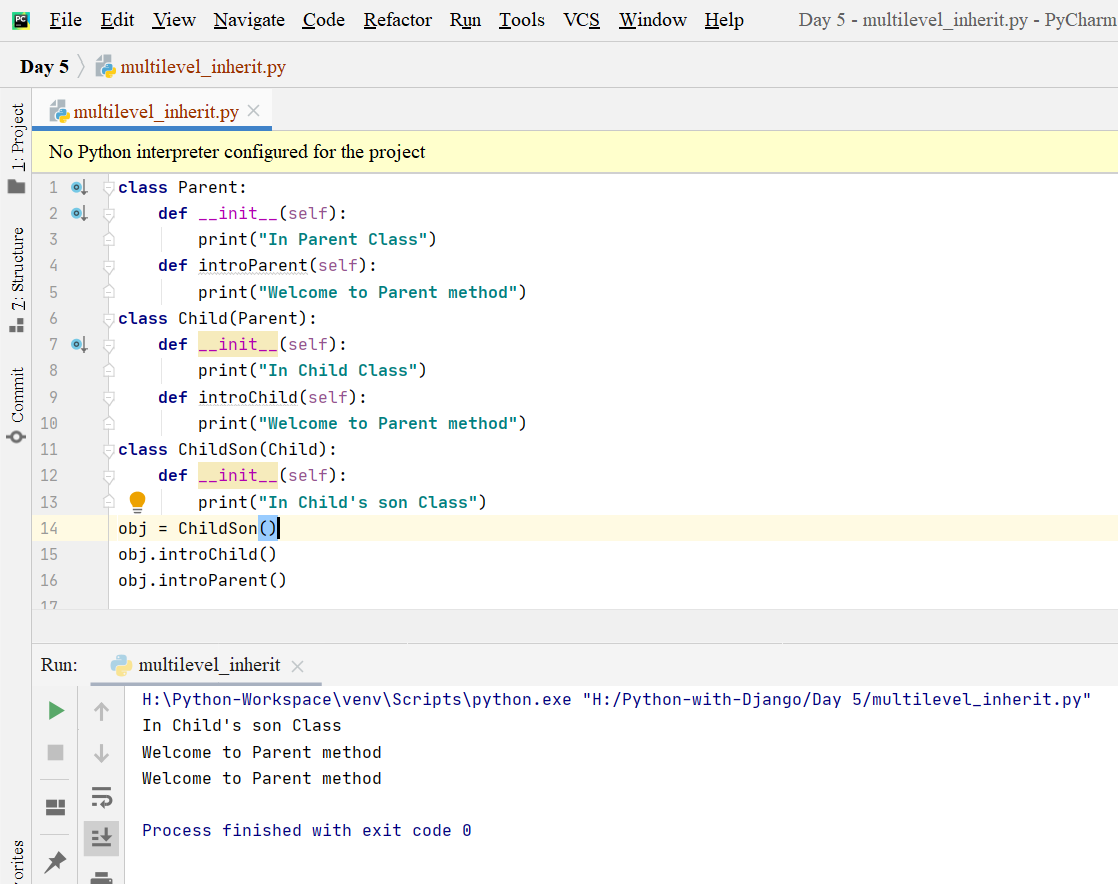 File Edit View Navigate Code Refactor Run Tools VCS Window Help Day 5 - multilevel_inherit.py - PyCharm
Day 5 multilevel_inherit.py
multilevel_inherit.py
No Python interpreter configured for the project
1: Project
7: Structure
Commit
1 class Parent:
2 def __init__(self):
3 print("In Parent Class")
4 def introParent(self):
5 print("Welcome to Parent method")
6 class Child(Parent):
7 def __init__(self):
8 print("In Child Class")
9 def introChild(self):
10 print("Welcome to Parent method")
11 class ChildSon(Child):
12 def __init__(self):
13 print("In Child's son Class")
14 obj = ChildSon()
15 obj.introChild()
16 obj.introParent()
17
Run: multilevel_inherit
H:\Python-Workspace\venv\Scripts\python.exe "H:/Python-with-Django/Day 5/multilevel_inherit.py"
In Child's son Class
Welcome to Parent method
Welcome to Parent method
Process finished with exit code 0